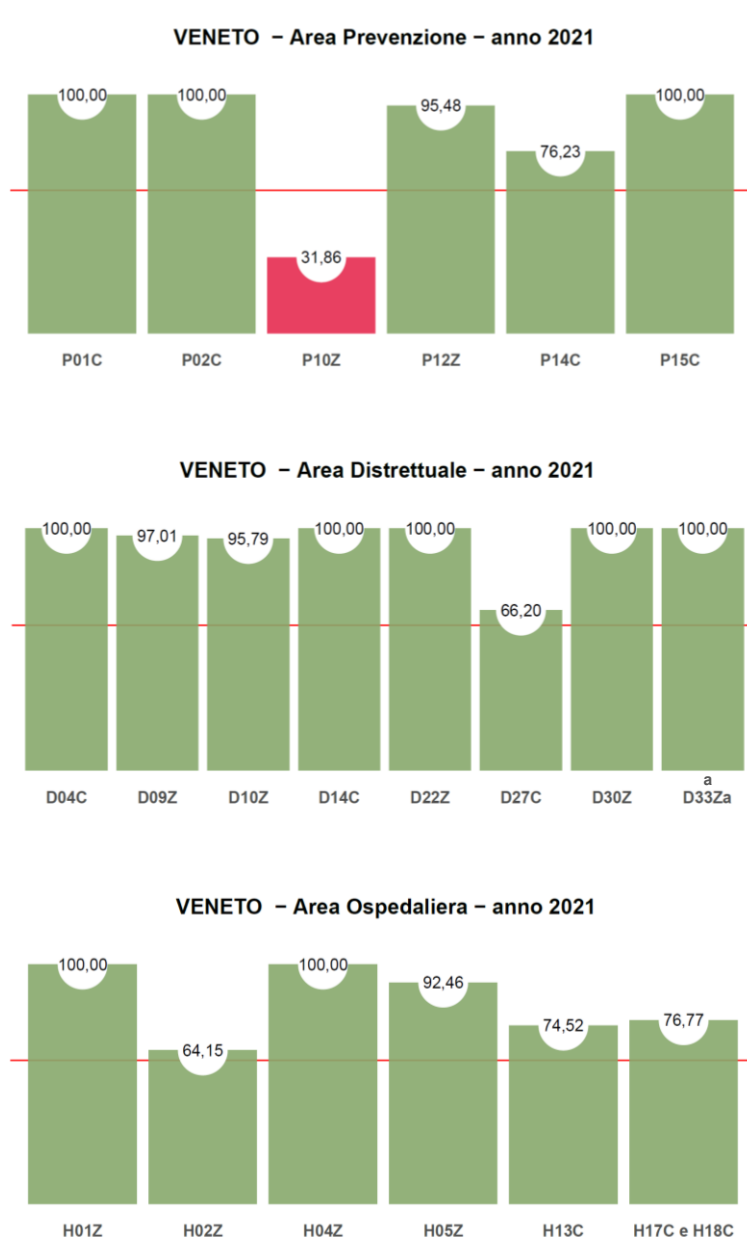 VENETO – Area Prevenzione – anno 2021
100,00 100,00 31,86 95,48 76,23 100,00
P01C P02C P10Z P12Z P14C P15C
VENETO – Area Distrettuale – anno 2021
100,00 97,01 95,79 100,00 100,00 66,20 100,00 100,00
a
D04C D09Z D10Z D14C D22Z D27C D30Z D33Za
VENETO – Area Ospedaliera – anno 2021
100,00 64,15 100,00 92,46 74,52 76,77
H01Z H02Z H04Z H05Z H13C H17C e H18C